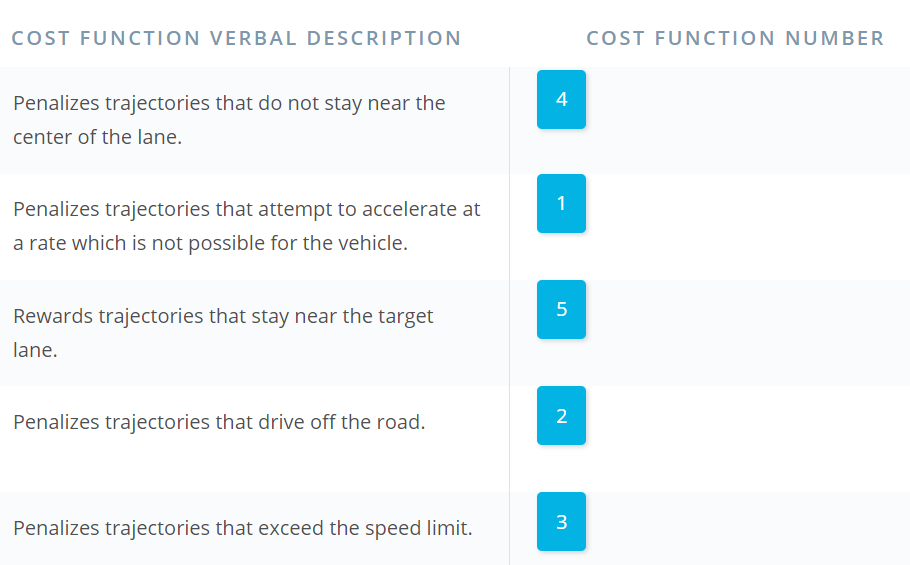 COST FUNCTION VERBAL DESCRIPTION COST FUNCTION NUMBER
Penalizes trajectories that do not stay near the
center of the lane.
4
Penalizes trajectories that attempt to accelerate at
a rate which is not possible for the vehicle.
1
Rewards trajectories that stay near the target
lane.
5
Penalizes trajectories that drive off the road.
2
Penalizes trajectories that exceed the speed limit.
3